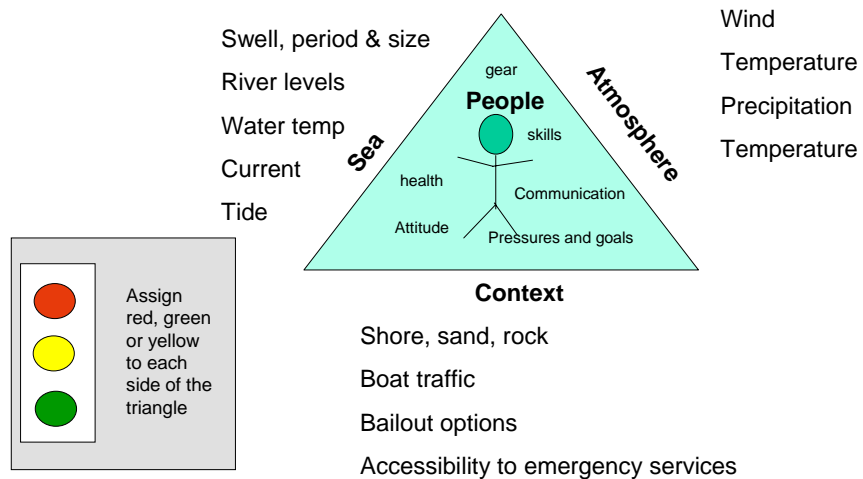 Swell, period & size
River levels
Water temp
Current
Tide
Sea
gear
People
skills
health
Communication
Attitude
Pressures and goals
Atmosphere
Wind
Temperature
Precipitation
Temperature
Context
Shore, sand, rock
Boat traffic
Bailout options
Accessibility to emergency services
Assign
red, green
or yellow
to each
side of the
triangle